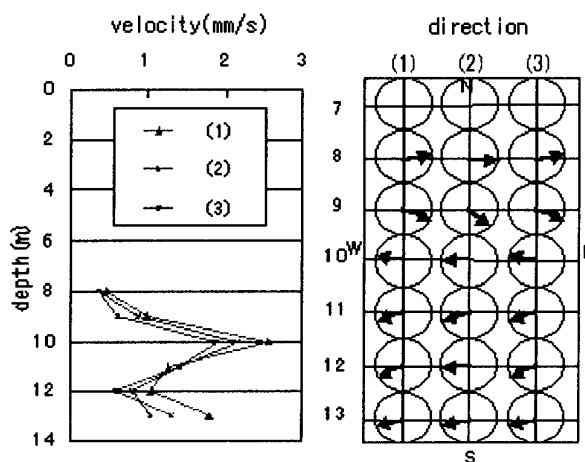 velocity(mm/s)
0 1 2 3
depth(m)
0
2
4
6
8
10
12
14
(1)
(2)
(3)
direction
(1) (2) (3)
N
7
8
9
10 W
11
12
13
S